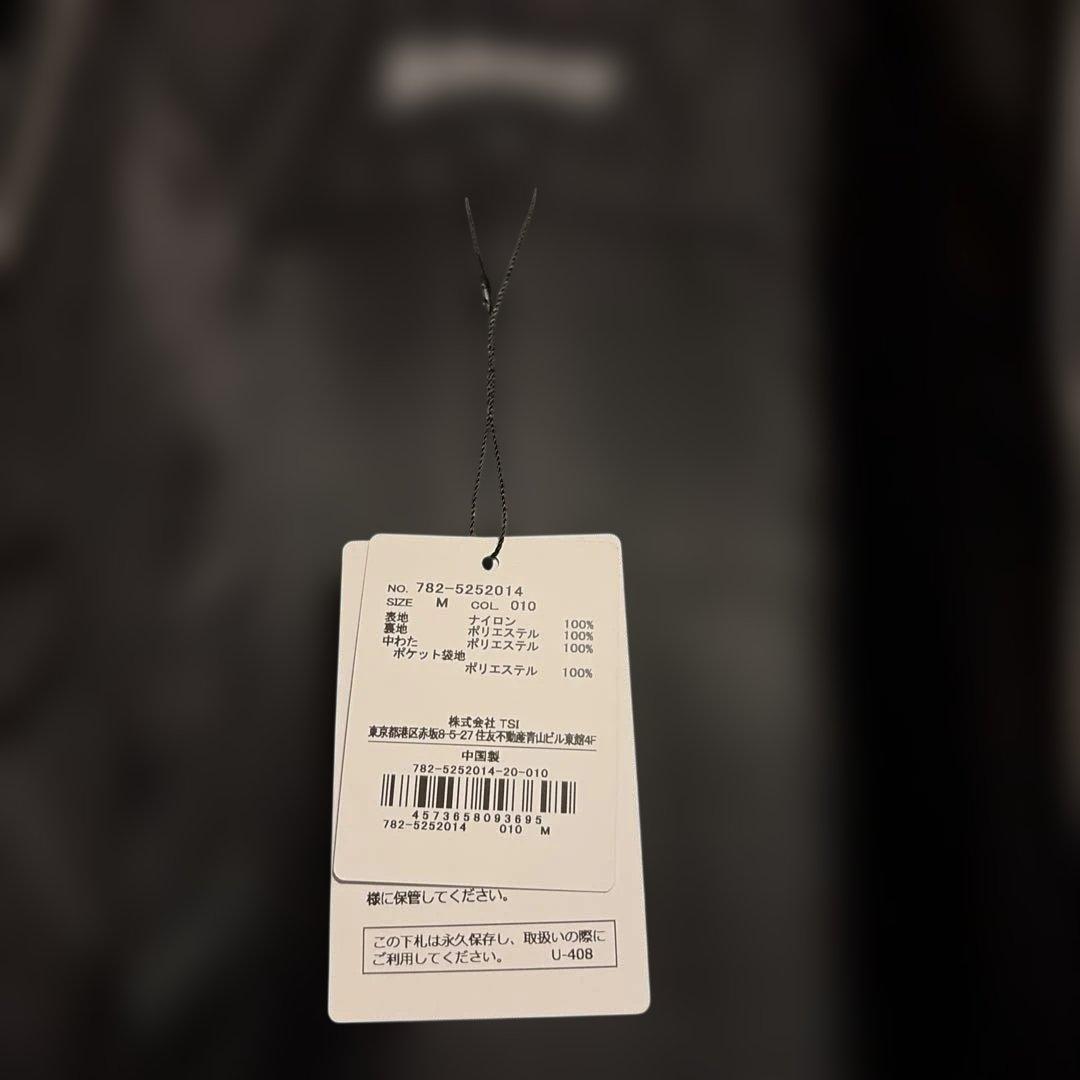 NO. 782-5252014
SIZE M COL. 010
表地 ナイロン 100%
裏地 ポリエステル 100%
中わた ポリエステル 100%
ポケット袋地
ポリエステル 100%
株式会社 TSI
東京都港区赤坂8-5-27 住友不動産青山ビル東館4F
中国製
782-5252014-20-010
4573658093695
782-5252014 010 M
様に保管してください。
この下札は永久保存し、取扱いの際に
ご利用してください。 U-408